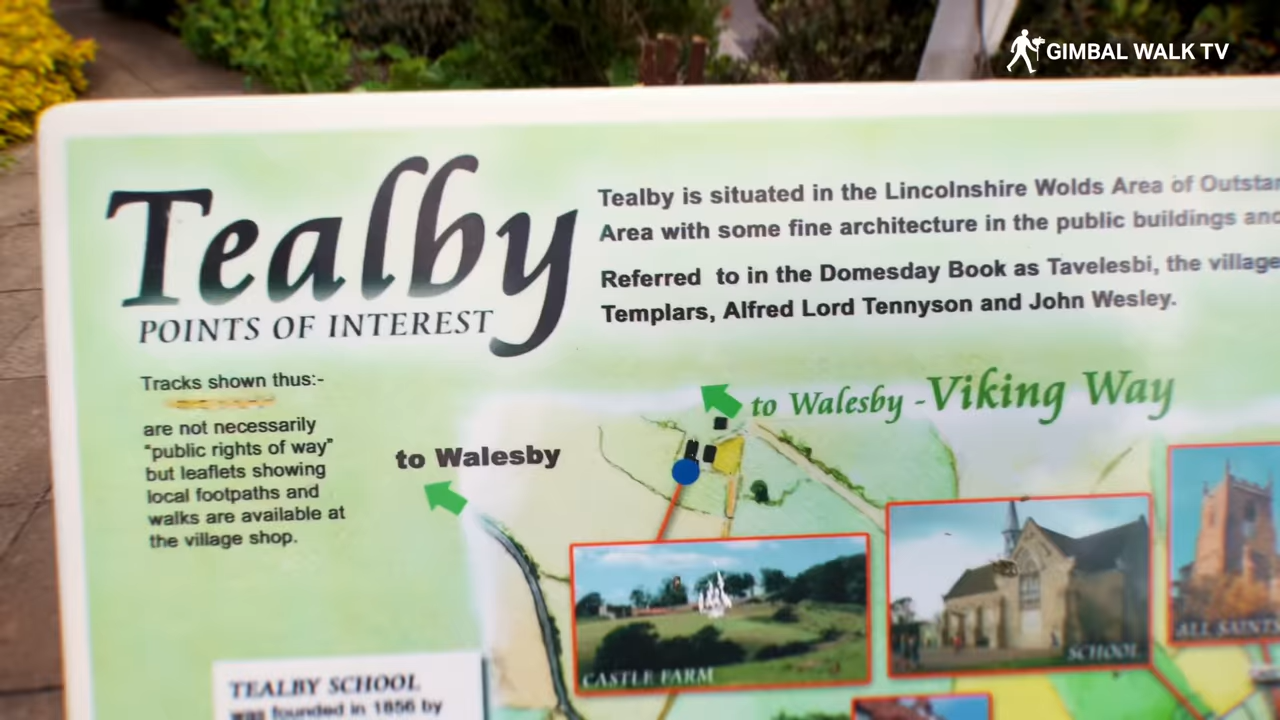 GIMBAL WALK TV
Tealby
POINTS OF INTEREST
Tealby is situated in the Lincolnshire Wolds Area of Outstan
Area with some fine architecture in the public buildings and
Referred to in the Domesday Book as Tavelesbi, the village
Templars, Alfred Lord Tennyson and John Wesley.
Tracks shown thus:-
are not necessarily
"public rights of way"
but leaflets showing
local footpaths and
walks are available at
the village shop.
to Walesby - Viking Way
to Walesby
CASTLE FARM
SCHOOL
ALL SAINTS
TEALBY SCHOOL
was founded in 1856 by